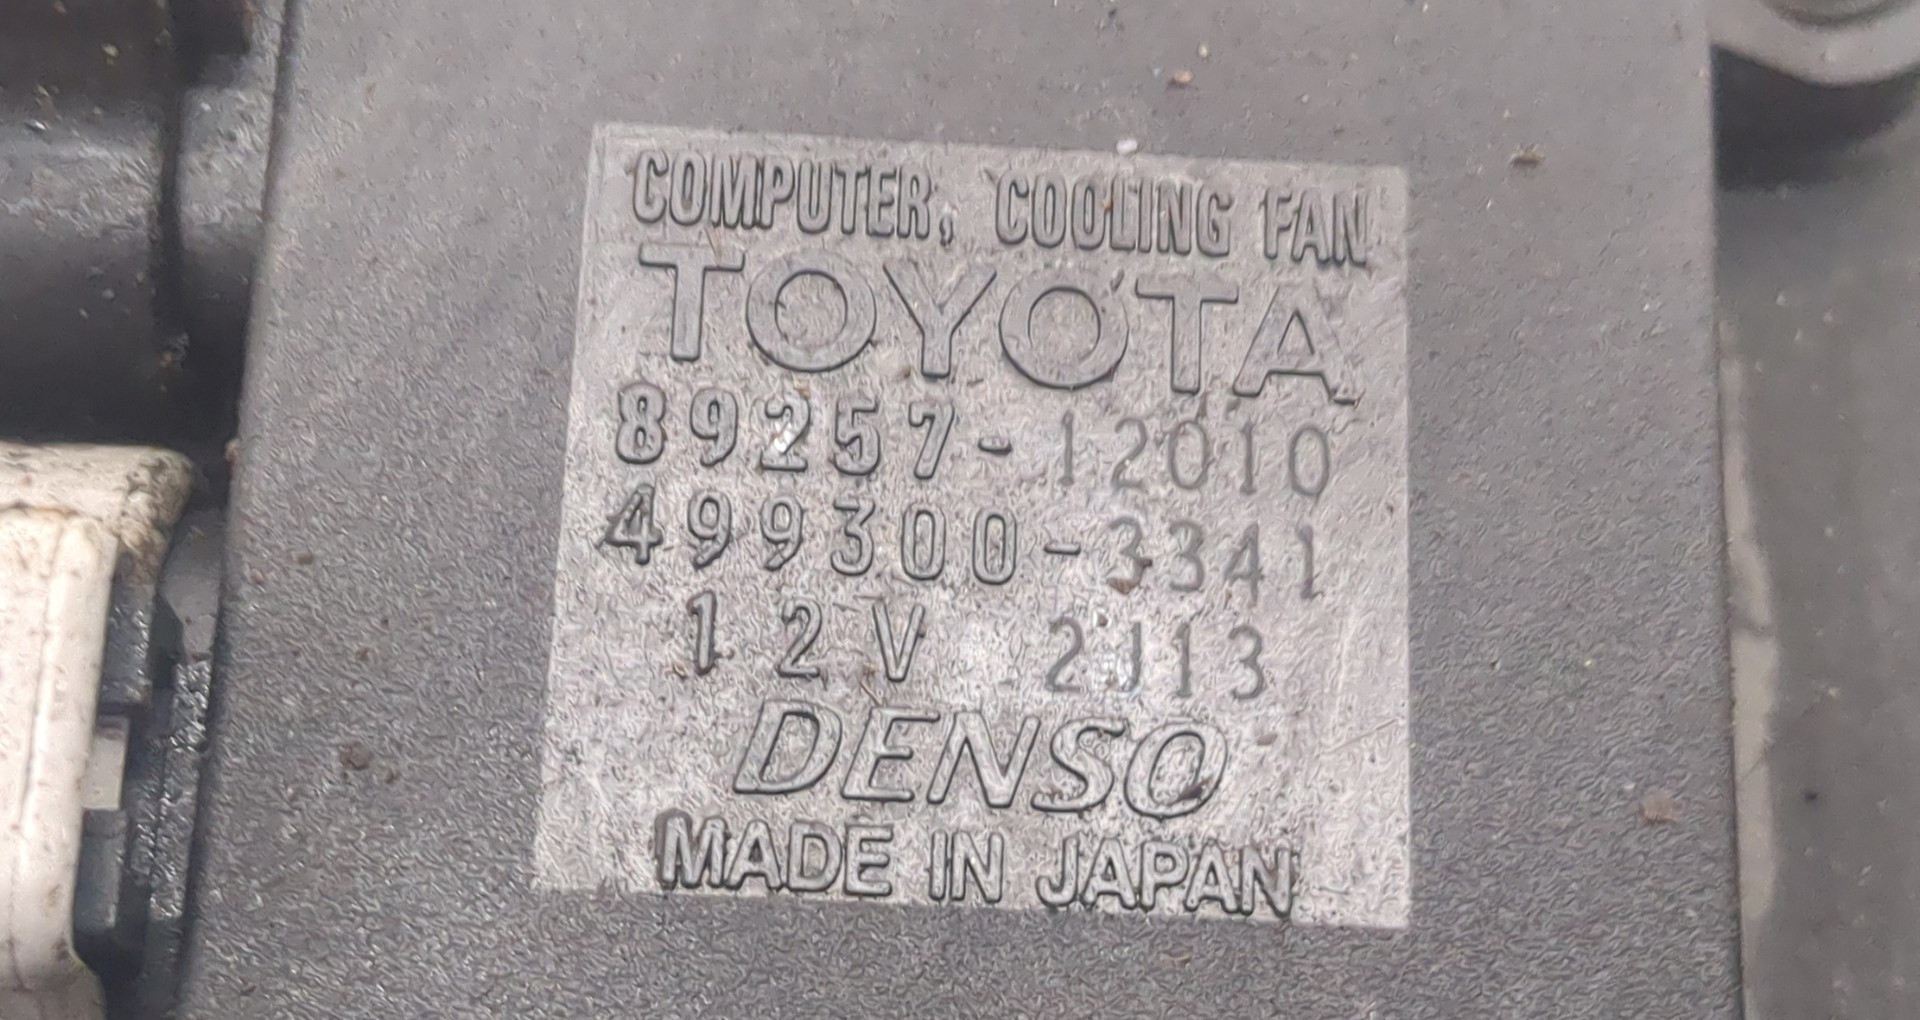 COMPUTER, COOLING FAN
TOYOTA
89257-12010
499300-3341
12V 2J13
DENSO
MADE IN JAPAN